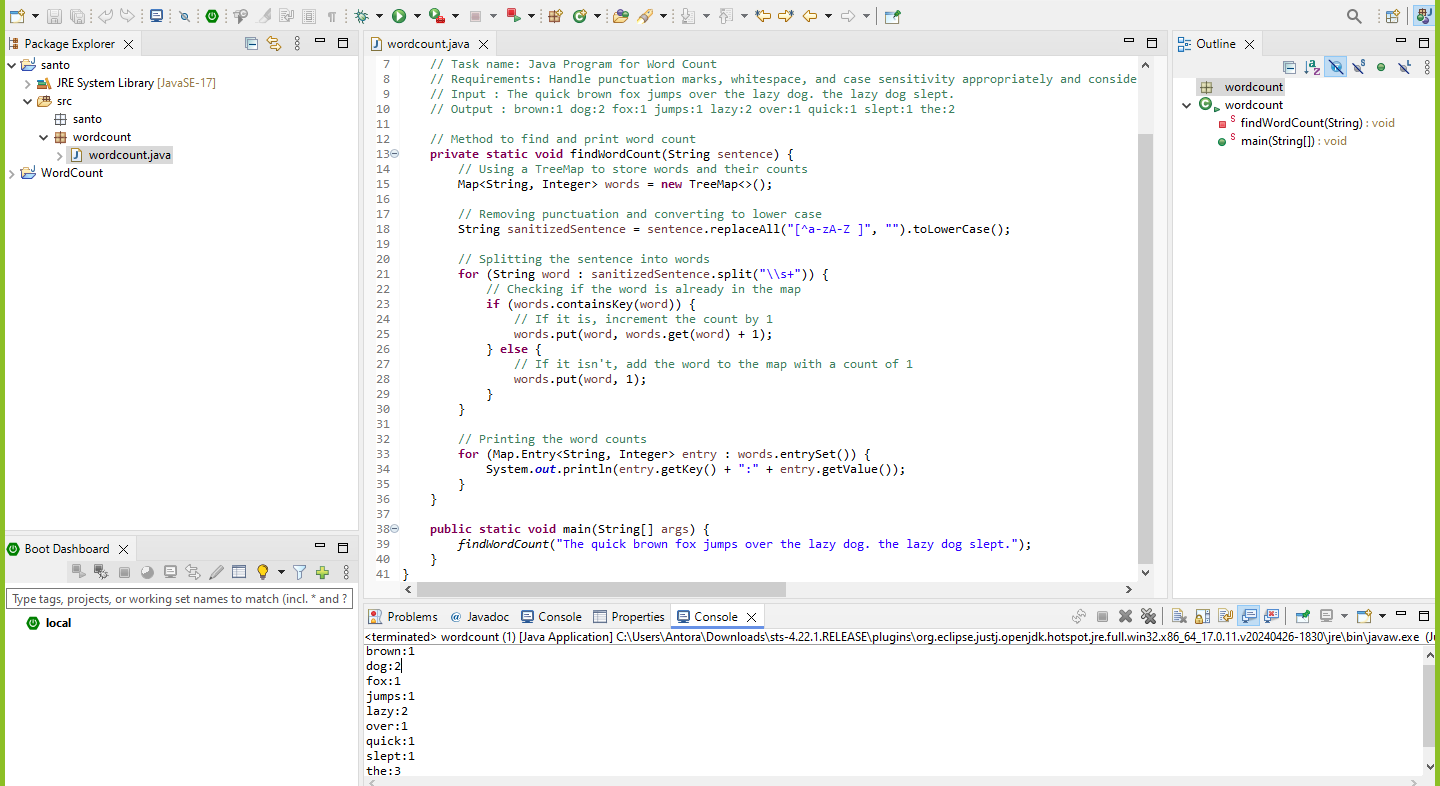 Package Explorer
santo
JRE System Library [JavaSE-17]
src
santo
wordcount
wordcount.java
WordCount
Boot Dashboard
Type tags, projects, or working set names to match (incl. * and ?
local
wordcount.java
7 // Task name: Java Program for Word Count
8 // Requirements: Handle punctuation marks, whitespace, and case sensitivity appropriately and conside
9 // Input : The quick brown fox jumps over the lazy dog. the lazy dog slept.
10 // Output : brown:1 dog:2 fox:1 jumps:1 lazy:2 over:1 quick:1 slept:1 the:2
11
12 // Method to find and print word count
13 private static void findWordCount(String sentence) {
14 // Using a TreeMap to store words and their counts
15 Map<String, Integer> words = new TreeMap<>();
16
17 // Removing punctuation and converting to lower case
18 String sanitizedSentence = sentence.replaceAll("[^a-zA-Z ]", "").toLowerCase();
19
20 // Splitting the sentence into words
21 for (String word : sanitizedSentence.split("\\s+")) {
22 // Checking if the word is already in the map
23 if (words.containsKey(word)) {
24 // If it is, increment the count by 1
25 words.put(word, words.get(word) + 1);
26 } else {
27 // If it isn't, add the word to the map with a count of 1
28 words.put(word, 1);
29 }
30 }
31
32 // Printing the word counts
33 for (Map.Entry<String, Integer> entry : words.entrySet()) {
34 System.out.println(entry.getKey() + ":" + entry.getValue());
35 }
36 }
37
38 public static void main(String[] args) {
39 findWordCount("The quick brown fox jumps over the lazy dog. the lazy dog slept.");
40 }
41 }
Outline
wordcount
wordcount
findWordCount(String) : void
main(String[]) : void
Problems @ Javadoc Console Properties Console
<terminated> wordcount (1) [Java Application] C:\Users\Antora\Downloads\sts-4.22.1.RELEASE\plugins\org.eclipse.justj.openjdk.hotspot.jre.full.win32.x86_64_17.0.11.v20240426-1830\jre\bin\javaw.exe (Ju
brown:1
dog:2
fox:1
jumps:1
lazy:2
over:1
quick:1
slept:1
the:3